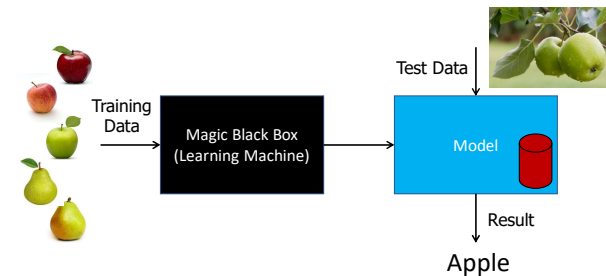 Training
Data
Magic Black Box
(Learning Machine)
Test Data
Model
Result
Apple